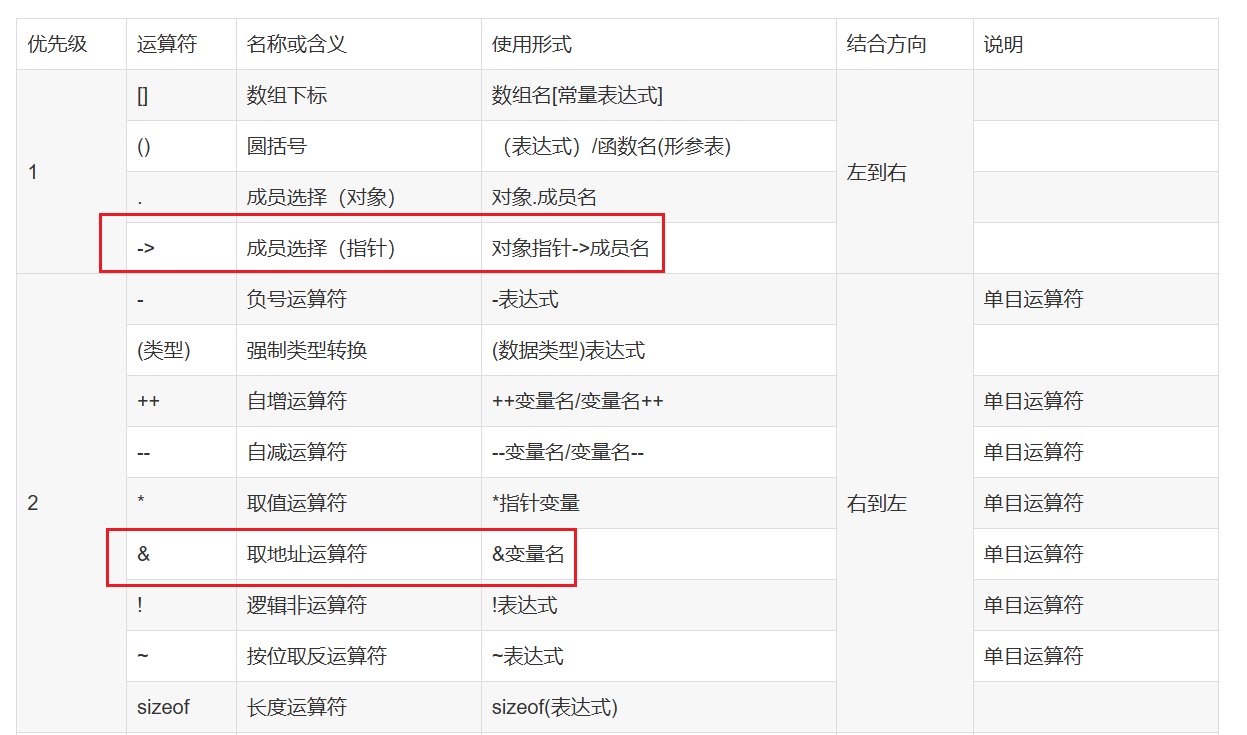 优先级 运算符 名称或含义 使用形式 结合方向 说明
1 [] 数组下标 数组名[常量表达式] 左到右
() 圆括号 （表达式）/函数名(形参表)
. 成员选择（对象） 对象.成员名
-> 成员选择（指针） 对象指针->成员名
2 - 负号运算符 -表达式 右到左 单目运算符
(类型) 强制类型转换 (数据类型)表达式
++ 自增运算符 ++变量名/变量名++ 单目运算符
-- 自减运算符 --变量名/变量名-- 单目运算符
* 取值运算符 *指针变量 单目运算符
& 取地址运算符 &变量名 单目运算符
! 逻辑非运算符 !表达式 单目运算符
~ 按位取反运算符 ~表达式 单目运算符
sizeof 长度运算符 sizeof(表达式)